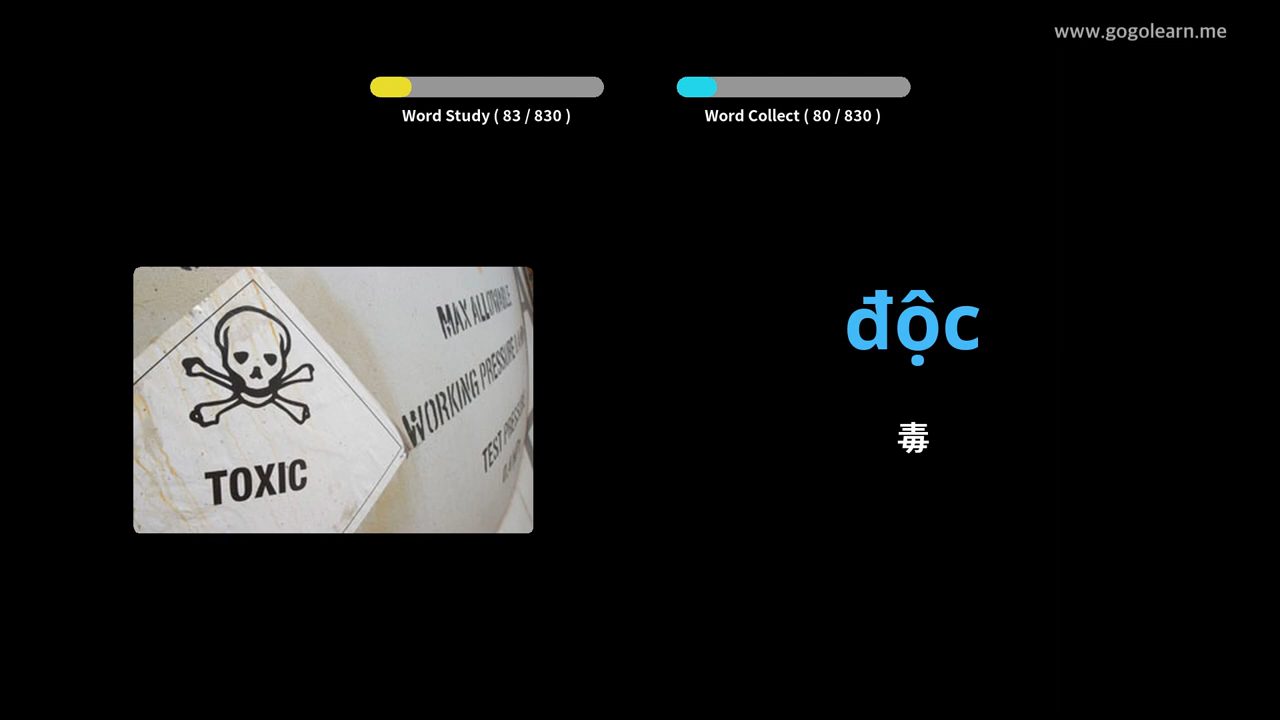 www.gogolearn.me
Word Study ( 83 / 830 )
Word Collect ( 80 / 830 )
MAX ALLOWABLE
WORKING PRESSURE
TEST PRESSURE
TOXIC
độc
毒